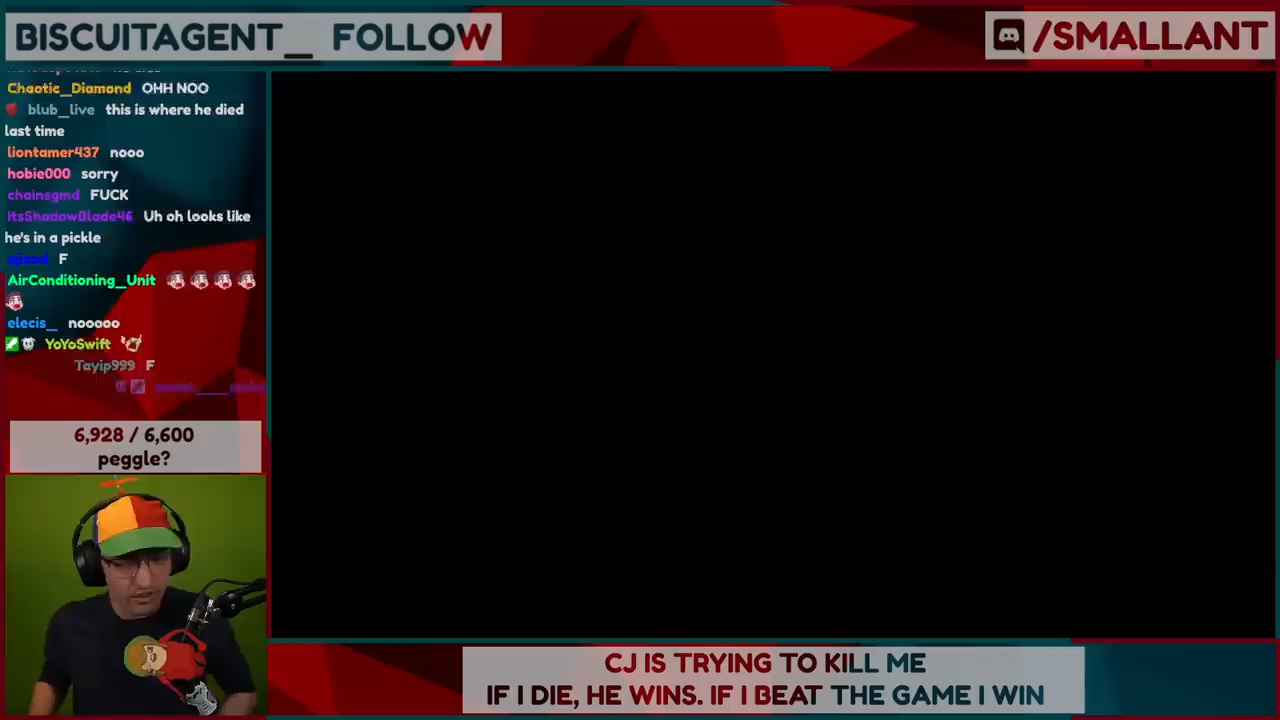 BISCUITAGENT_ FOLLOW
/SMALLANT
Chaotic_Diamond OHH NOO
blub_live this is where he died
last time
liontamer437 nooo
hobie000 sorry
chainsgmd FUCK
ItsShadowBlade46 Uh oh looks like
he's in a pickle
F
AirConditioning_Unit
elecis_ nooooo
YoYoSwift
Tayip999 F
6,928 / 6,600
peggle?
CJ IS TRYING TO KILL ME
IF I DIE, HE WINS. IF I BEAT THE GAME I WIN